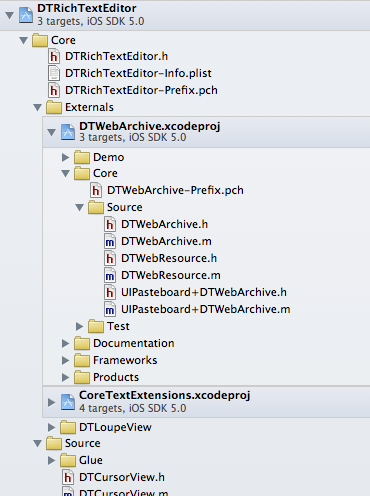 DTRichTextEditor
3 targets, iOS SDK 5.0
Core
DTRichTextEditor.h
DTRichTextEditor-Info.plist
DTRichTextEditor-Prefix.pch
Externals
DTWebArchive.xcodeproj
3 targets, iOS SDK 5.0
Demo
Core
DTWebArchive-Prefix.pch
Source
DTWebArchive.h
DTWebArchive.m
DTWebResource.h
DTWebResource.m
UIPasteboard+DTWebArchive.h
UIPasteboard+DTWebArchive.m
Test
Documentation
Frameworks
Products
CoreTextExtensions.xcodeproj
4 targets, iOS SDK 5.0
DTLoupeView
Source
Glue
DTCursorView.h
DTCursorView.m